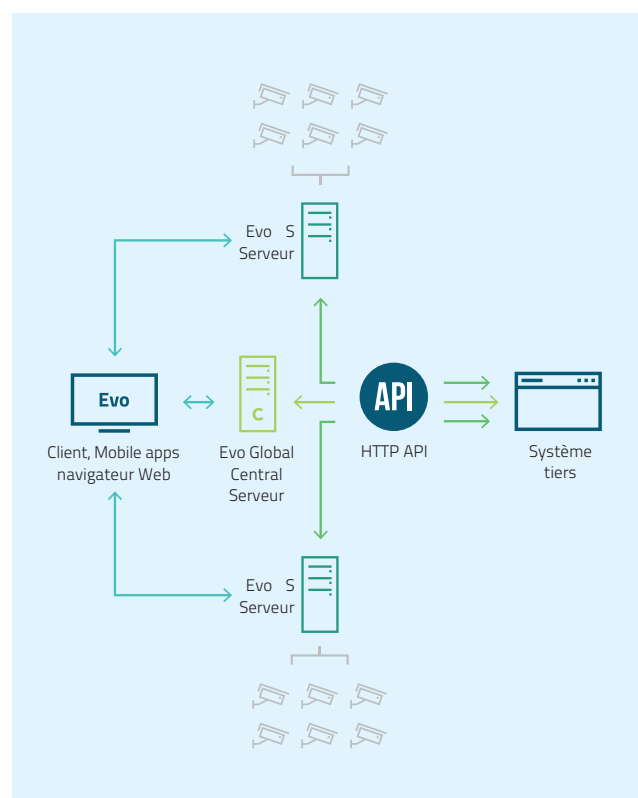 Evo S
Serveur
Evo
Client, Mobile apps
navigateur Web
C
Evo Global
Central
Serveur
API
HTTP API
Système
tiers
Evo S
Serveur